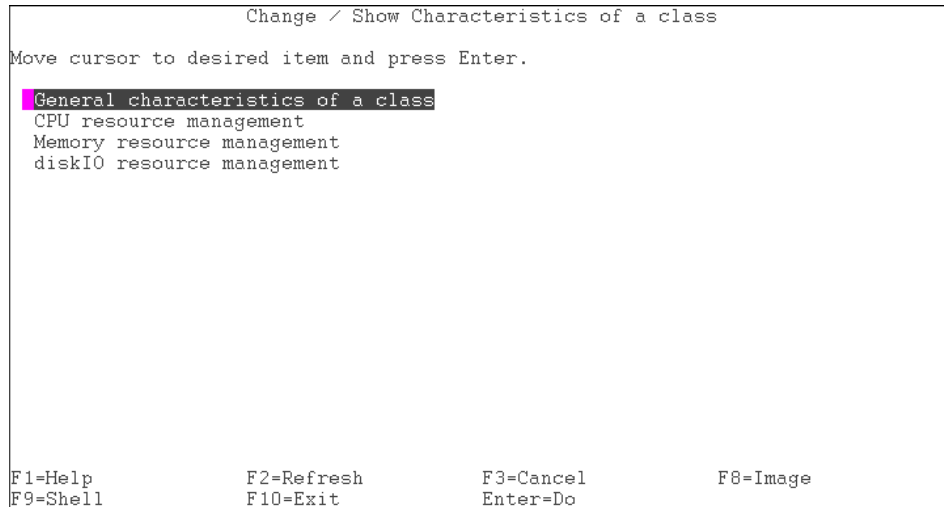 Change / Show Characteristics of a class
Move cursor to desired item and press Enter.
General characteristics of a class
CPU resource management
Memory resource management
diskIO resource management
F1=Help F2=Refresh F3=Cancel F8=Image
F9=Shell F10=Exit Enter=Do